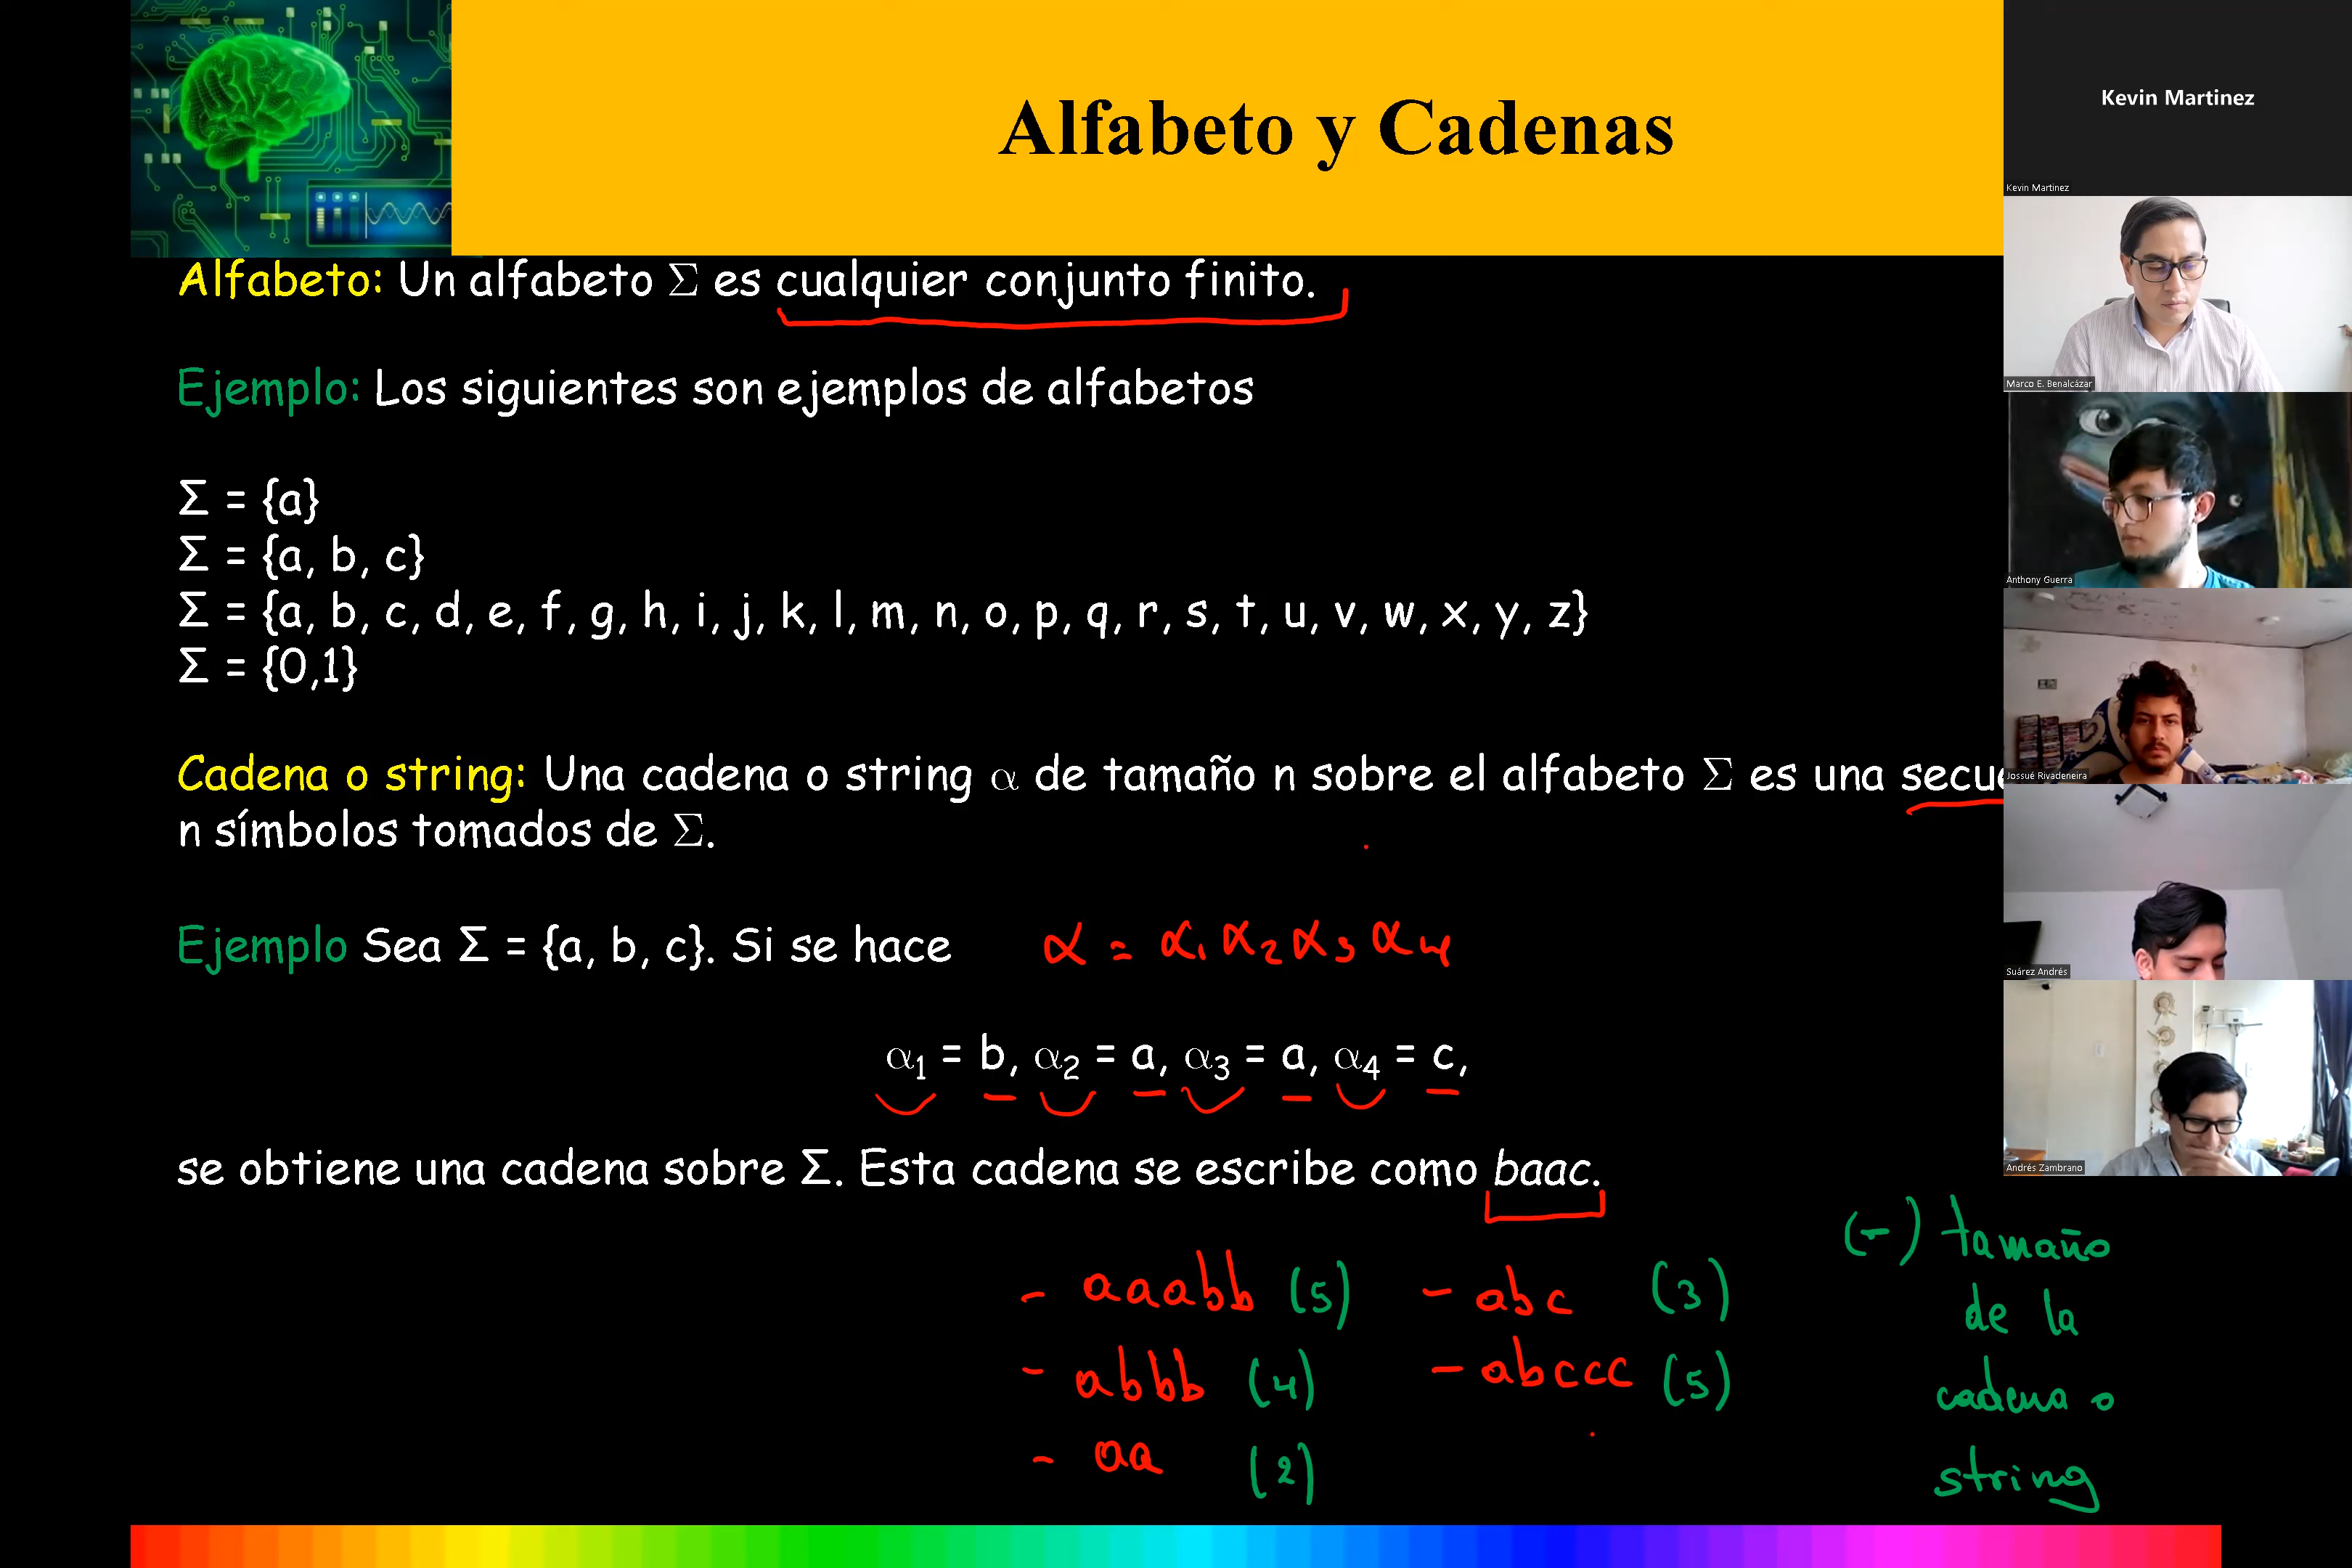 Alfabeto y Cadenas
Alfabeto: Un alfabeto Σ es cualquier conjunto finito.
Ejemplo: Los siguientes son ejemplos de alfabetos
Σ = {a}
Σ = {a, b, c}
Σ = {a, b, c, d, e, f, g, h, i, j, k, l, m, n, o, p, q, r, s, t, u, v, w, x, y, z}
Σ = {0,1}
Cadena o string: Una cadena o string α de tamaño n sobre el alfabeto Σ es una secue
n símbolos tomados de Σ.
Ejemplo Sea Σ = {a, b, c}. Si se hace α = α₁ α₂ α₃ α₄
α₁ = b, α₂ = a, α₃ = a, α₄ = c,
se obtiene una cadena sobre Σ. Esta cadena se escribe como baac.
- aaabb (5)
- abbb (4)
- aa (2)
- abc (3)
- abccc (5)
(-) tamaño
de la
cadena o
string
Kevin Martinez
Kevin Martinez
Marco E. Benalcázar
Anthony Guerra
Jossué Rivadeneira
Suárez Andrés
Andrés Zambrano